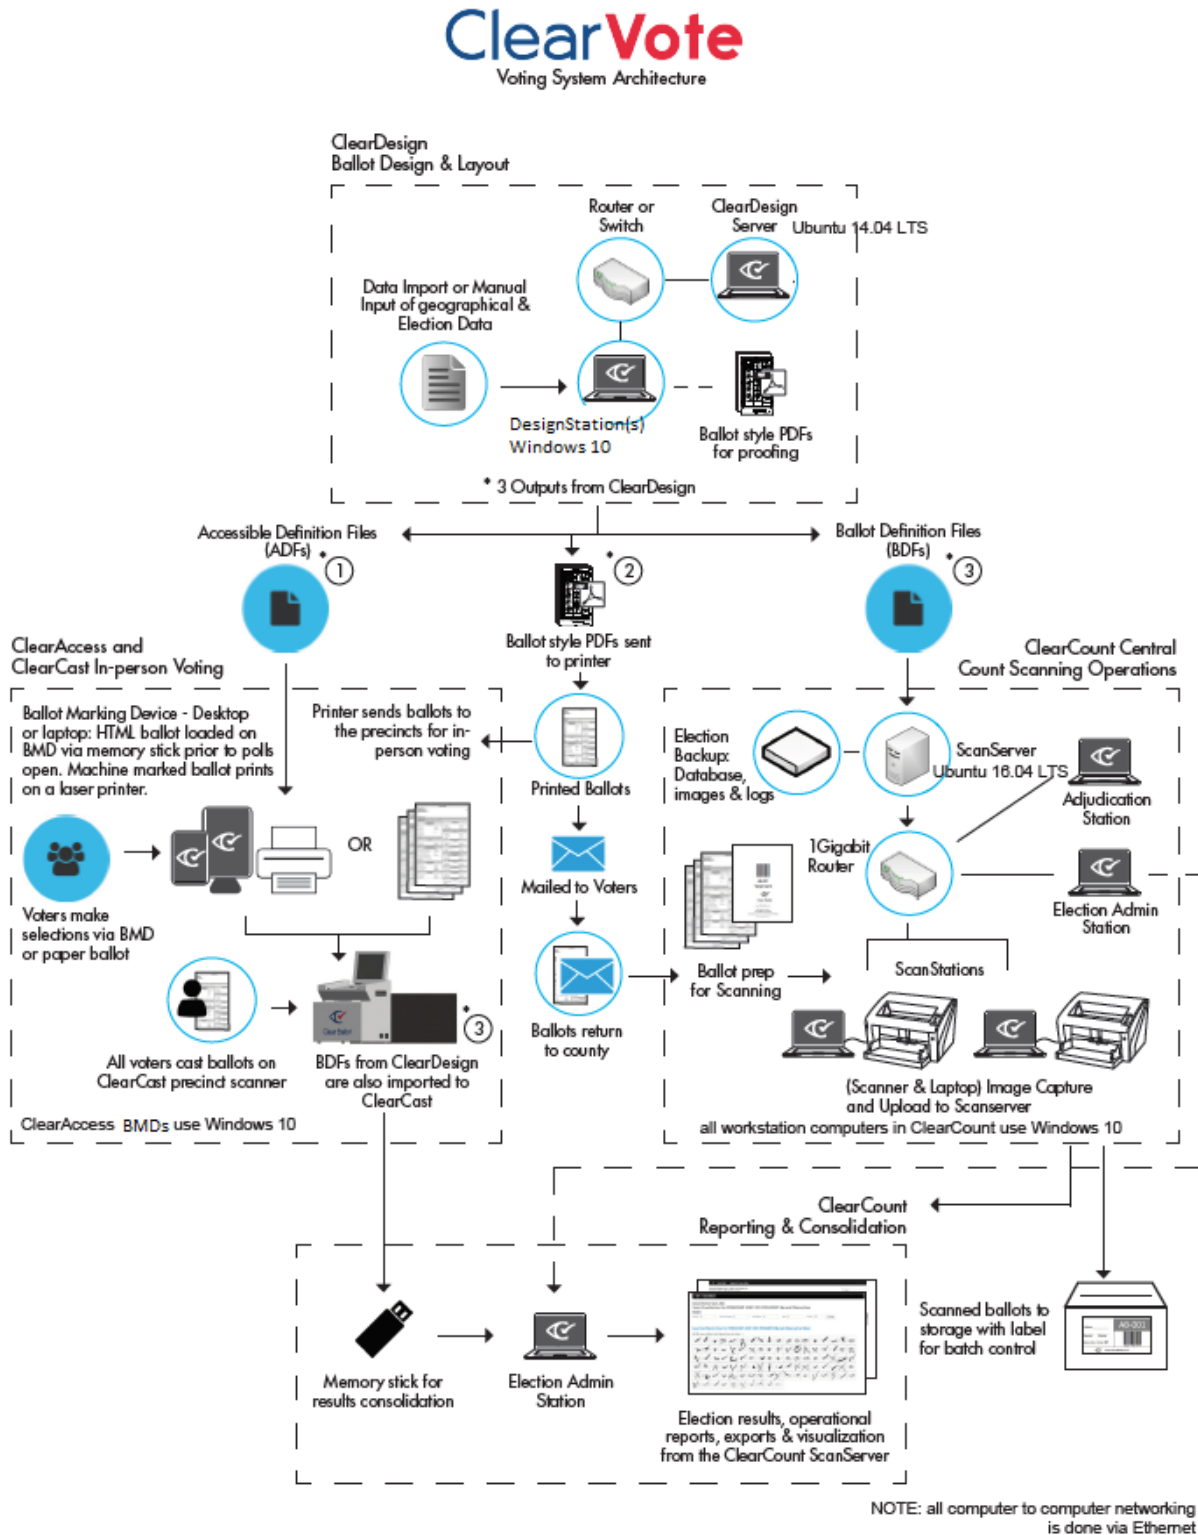 ClearVote
Voting System Architecture
ClearDesign
Ballot Design & Layout
Router or
Switch
ClearDesign
Server
Ubuntu 14.04 LTS
Data Import or Manual
Input of geographical &
Election Data
DesignStation(s)
Windows 10
Ballot style PDFs
for proofing
* 3 Outputs from ClearDesign
Accessible Definition Files
(ADFs)
* 1
* 2
Ballot Definition Files
(BDFs)
* 3
Ballot style PDFs sent
to printer
ClearAccess and
ClearCast In-person Voting
Ballot Marking Device - Desktop
or laptop: HTML ballot loaded on
BMD via memory stick prior to polls
open. Machine marked ballot prints
on a laser printer.
Printer sends ballots to
the precincts for in-
person voting
OR
Voters make
selections via BMD
or paper ballot
All voters cast ballots on
ClearCast precinct scanner
Clear Ballot
* 3
BDFs from ClearDesign
are also imported to
ClearCast
ClearAccess BMDs use Windows 10
Printed Ballots
Mailed to Voters
Ballots return
to county
ClearCount Central
Count Scanning Operations
Election
Backup:
Database,
images & logs
ScanServer
Ubuntu 16.04 LTS
Adjudication
Station
1Gigabit
Router
Election Admin
Station
Ballot prep
for Scanning
ScanStations
(Scanner & Laptop) Image Capture
and Upload to Scanserver
all workstation computers in ClearCount use Windows 10
ClearCount
Reporting & Consolidation
Memory stick for
results consolidation
Election Admin
Station
Election results, operational
reports, exports & visualization
from the ClearCount ScanServer
Scanned ballots to
storage with label
for batch control
AB-001
NOTE: all computer to computer networking
is done via Ethernet